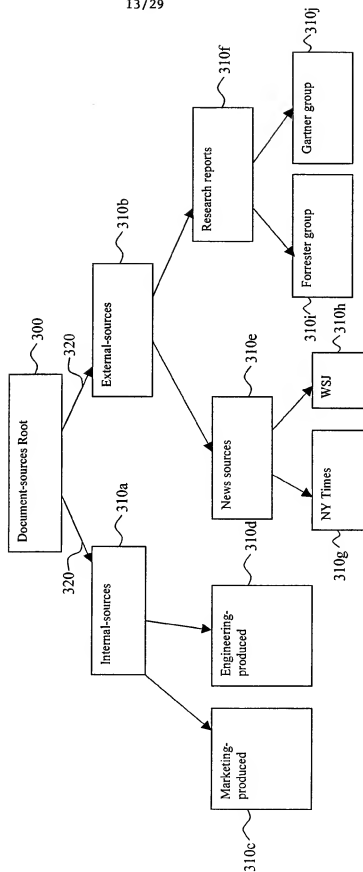 13/29
Document-sources Root
300
320
320
Internal-sources
310a
External-sources
310b
Marketing-
produced
310c
Engineering-
produced
310d
News sources
310e
Research reports
310f
NY Times
310g
WSJ
310h
Forrester group
310i
Gartner group
310j